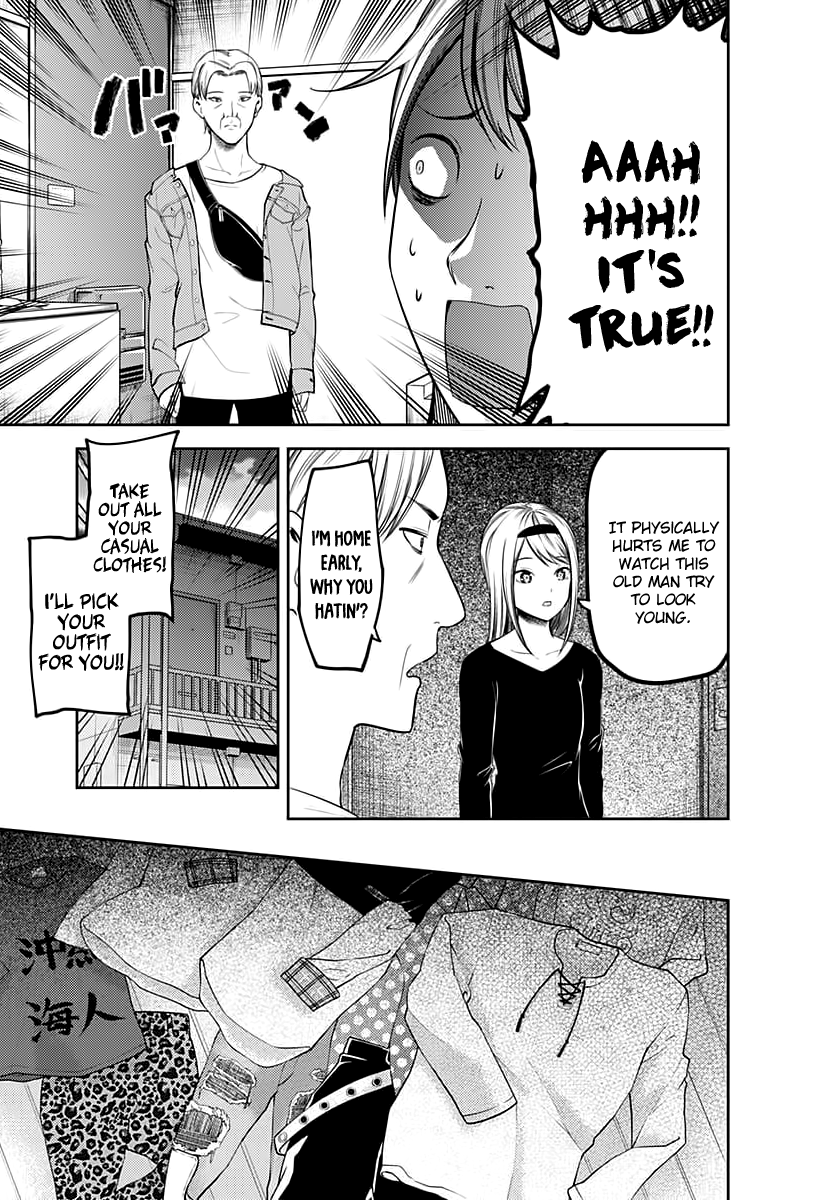 AAAH
HHH!!
IT'S
TRUE!!
バァァン
IT PHYSICALLY
HURTS ME TO
WATCH THIS
OLD MAN TRY
TO LOOK
YOUNG.
I'M HOME
EARLY,
WHY YOU
HATIN'?
TAKE
OUT ALL
YOUR
CASUAL
CLOTHES!
I'LL PICK
YOUR
OUTFIT
FOR YOU!!
海人